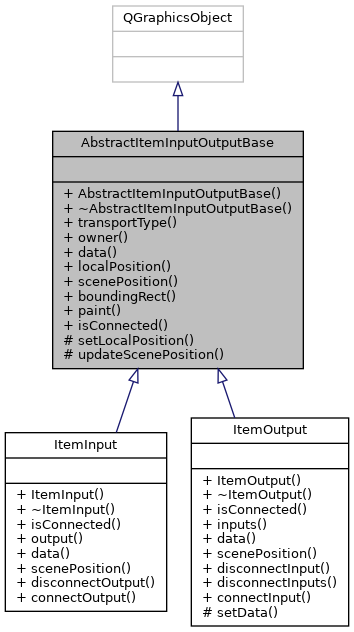 QGraphicsObject
AbstractItemInputOutputBase
+ AbstractItemInputOutputBase()
+ ~AbstractItemInputOutputBase()
+ transportType()
+ owner()
+ data()
+ localPosition()
+ scenePosition()
+ boundingRect()
+ paint()
+ isConnected()
# setLocalPosition()
# updateScenePosition()
ItemInput
+ ItemInput()
+ ~ItemInput()
+ isConnected()
+ output()
+ data()
+ scenePosition()
+ disconnectOutput()
+ connectOutput()
ItemOutput
+ ItemOutput()
+ ~ItemOutput()
+ isConnected()
+ inputs()
+ data()
+ scenePosition()
+ disconnectInput()
+ disconnectInputs()
+ connectInput()
# setData()